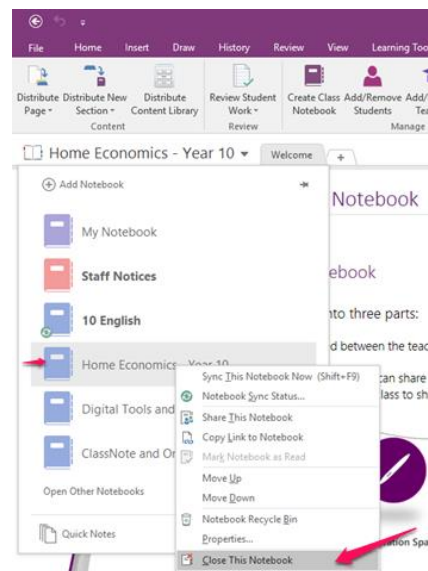 File Home Insert Draw History Review View Learning Too
Distribute Page Distribute New Section Distribute Content Library Review Student Work Create Class Notebook Add/Remove Students Add/
Content Review Manage
Home Economics - Year 10 Welcome +
Add Notebook
Notebook
My Notebook
Staff Notices
ebook
10 English
nto three parts:
d between the teac
Home Economics - Year 10
Sync This Notebook Now (Shift+F9)
can share
Notebook Sync Status...
lass to sh
Digital Tools and
Share This Notebook
Copy Link to Notebook
ClassNote and Or
Mark Notebook as Read
Move Up
Open Other Notebooks
Move Down
Notebook Recycle Bin
Quick Notes
Properties...
ration Spa
Close This Notebook